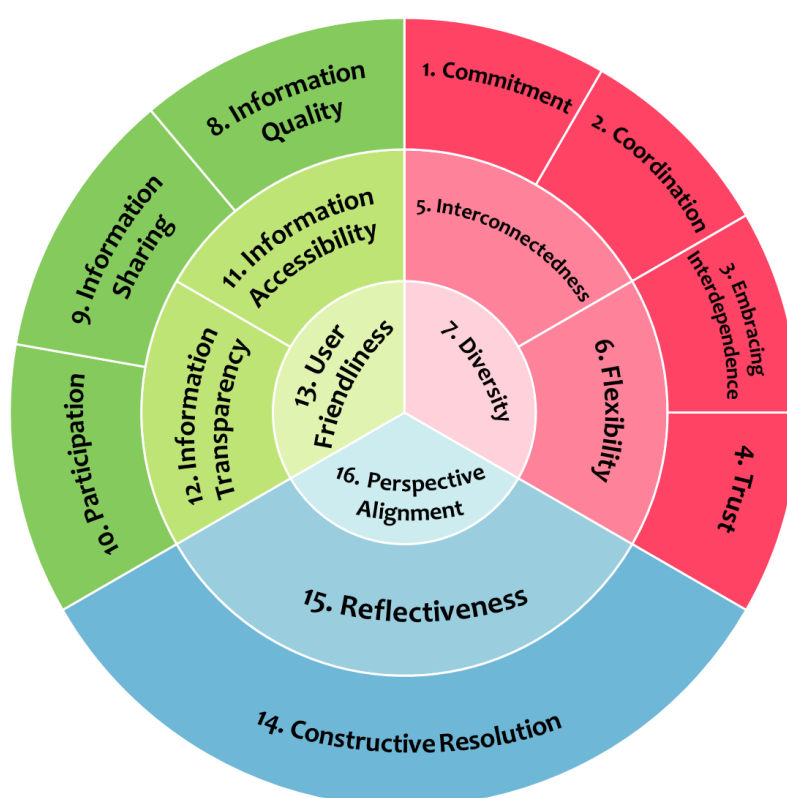 1. Commitment
2. Coordination
3. Embracing
Interdependence
4. Trust
5. Interconnectedness
6. Flexibility
7. Diversity
8. Information
Quality
9. Information
Sharing
10. Participation
11. Information
Accessibility
12. Information
Transparency
13. User
Friendliness
14. Constructive Resolution
15. Reflectiveness
16. Perspective
Alignment